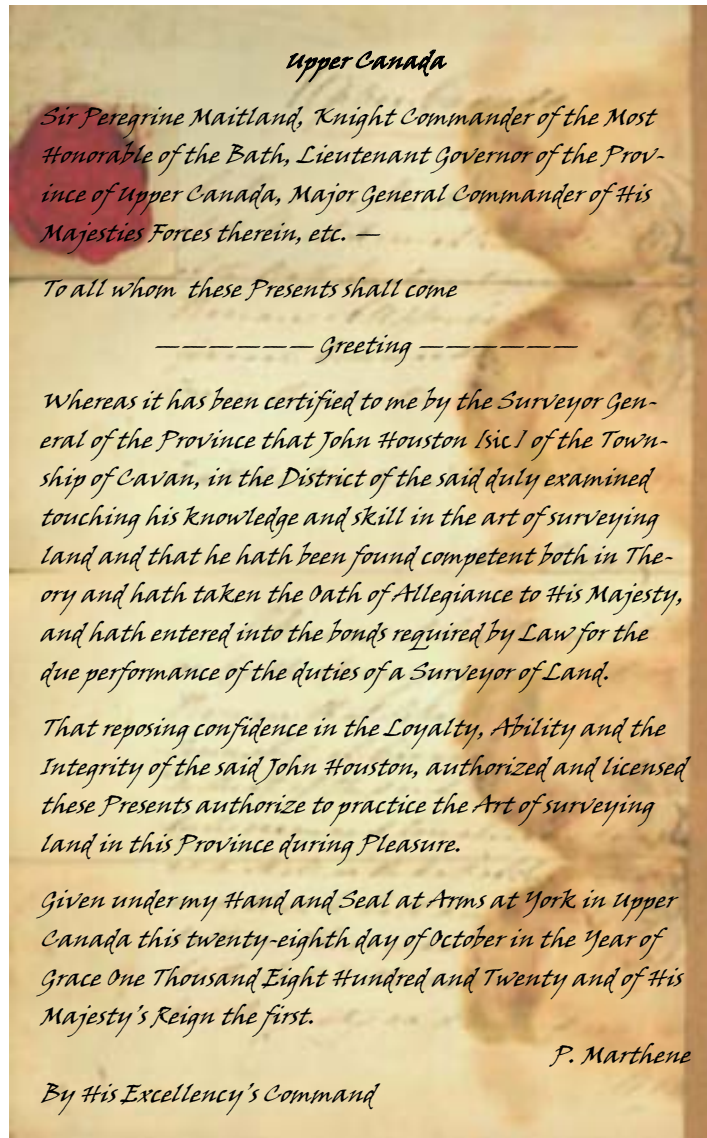 Upper Canada
Sir Peregrine Maitland, Knight Commander of the Most
Honorable of the Bath, Lieutenant Governor of the Prov-
ince of Upper Canada, Major General Commander of His
Majesties Forces therein, etc. —
To all whom these Presents shall come
—————— Greeting ——————
Whereas it has been certified to me by the Surveyor Gen-
eral of the Province that John Houston [sic] of the Town-
ship of Cavan, in the District of the said duly examined
touching his knowledge and skill in the art of surveying
land and that he hath been found competent both in The-
ory and hath taken the Oath of Allegiance to His Majesty,
and hath entered into the bonds required by Law for the
due performance of the duties of a Surveyor of Land.
That reposing confidence in the Loyalty, Ability and the
Integrity of the said John Houston, authorized and licensed
these Presents authorize to practice the Art of surveying
land in this Province during Pleasure.
Given under my Hand and Seal at Arms at York in Upper
Canada this twenty-eighth day of October in the Year of
Grace One Thousand Eight Hundred and Twenty and of His
Majesty's Reign the first.
P. Marthene
By His Excellency's Command